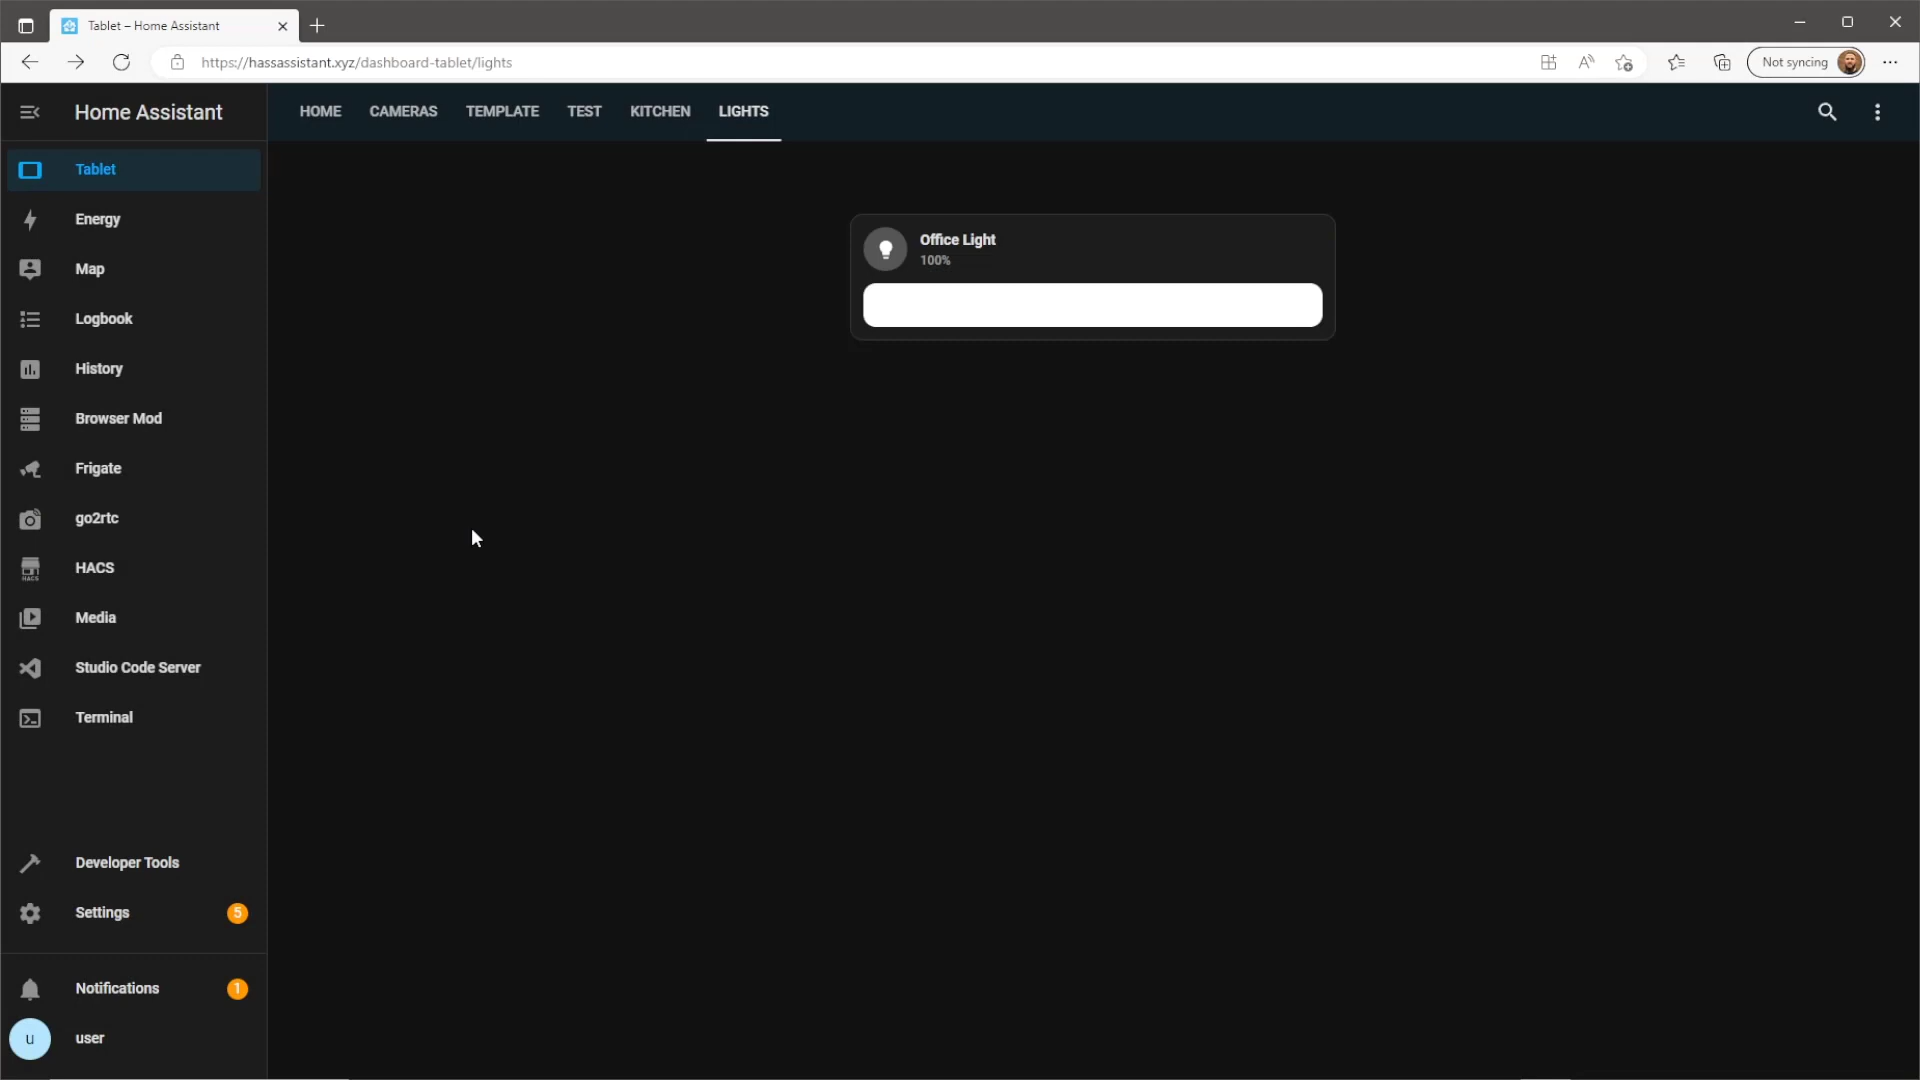 Tablet – Home Assistant
https://hassassistant.xyz/dashboard-tablet/lights
Not syncing
Home Assistant
HOME
CAMERAS
TEMPLATE
TEST
KITCHEN
LIGHTS
Tablet
Energy
Map
Logbook
History
Browser Mod
Frigate
go2rtc
HACS
HACS
Media
Studio Code Server
Terminal
Developer Tools
Settings
5
Notifications
1
u
user
Office Light
100%